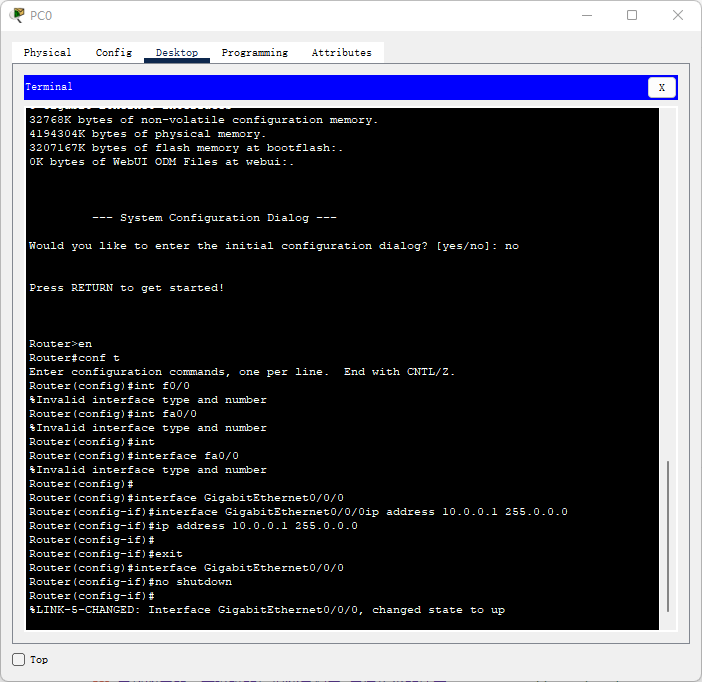 PC0
Physical Config Desktop Programming Attributes
Terminal
X
32768K bytes of non-volatile configuration memory.
4194304K bytes of physical memory.
3207167K bytes of flash memory at bootflash:.
0K bytes of WebUI ODM Files at webui:.
--- System Configuration Dialog ---
Would you like to enter the initial configuration dialog? [yes/no]: no
Press RETURN to get started!
Router>en
Router#conf t
Enter configuration commands, one per line.  End with CNTL/Z.
Router(config)#int f0/0
%Invalid interface type and number
Router(config)#int fa0/0
%Invalid interface type and number
Router(config)#int
Router(config)#interface fa0/0
%Invalid interface type and number
Router(config)#
Router(config)#interface GigabitEthernet0/0/0
Router(config-if)#interface GigabitEthernet0/0/0ip address 10.0.0.1 255.0.0.0
Router(config-if)#ip address 10.0.0.1 255.0.0.0
Router(config-if)#
Router(config-if)#exit
Router(config)#interface GigabitEthernet0/0/0
Router(config-if)#no shutdown
Router(config-if)#
%LINK-5-CHANGED: Interface GigabitEthernet0/0/0, changed state to up
Top